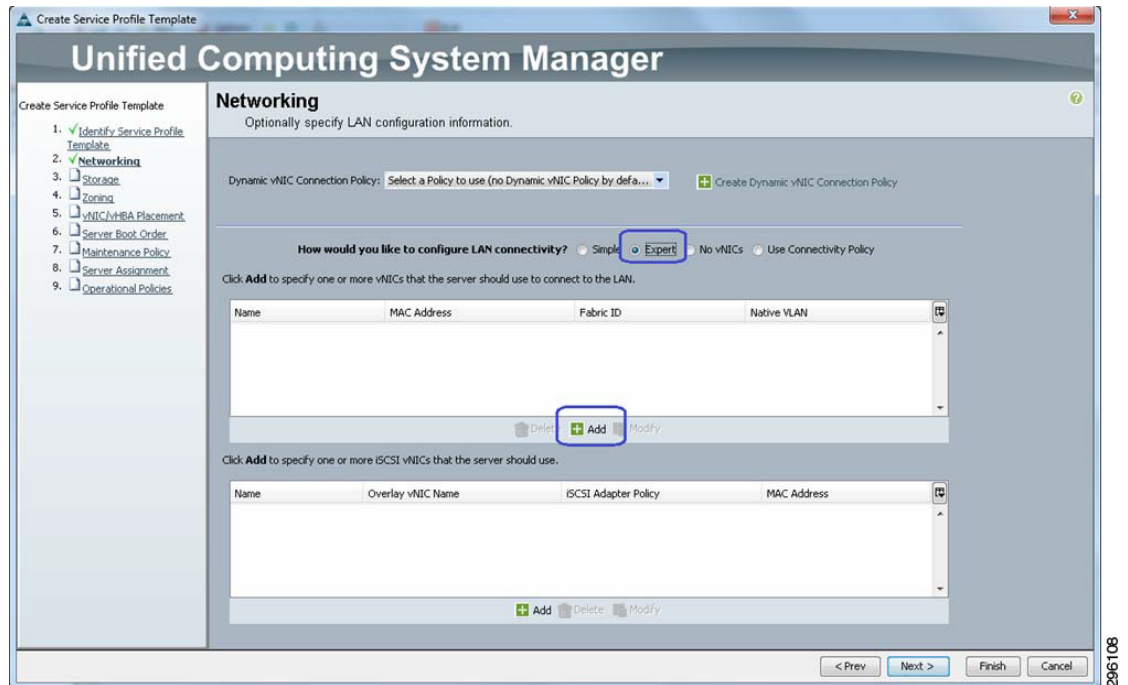 Create Service Profile Template
Unified Computing System Manager
Create Service Profile Template
1. Identify Service Profile
Template
2. Networking
3. Storage
4. Zoning
5. vNIC/vHBA Placement
6. Server Boot Order
7. Maintenance Policy
8. Server Assignment
9. Operational Policies
Networking
Optionally specify LAN configuration information.
Dynamic vNIC Connection Policy: Select a Policy to use (no Dynamic vNIC Policy by defa... Create Dynamic vNIC Connection Policy
How would you like to configure LAN connectivity? Simple Expert No vNICs Use Connectivity Policy
Click Add to specify one or more vNICs that the server should use to connect to the LAN.
Name MAC Address Fabric ID Native VLAN
Delete Add Modify
Click Add to specify one or more iSCSI vNICs that the server should use.
Name Overlay vNIC Name iSCSI Adapter Policy MAC Address
Add Delete Modify
< Prev Next > Finish Cancel
296108